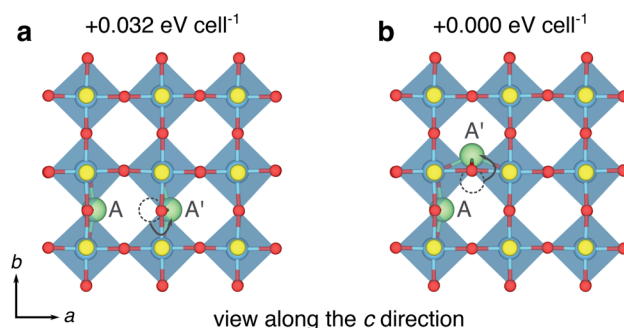 a
+0.032 eV cell⁻¹
b
+0.000 eV cell⁻¹
A'
A
A'
A
b
a
view along the c direction